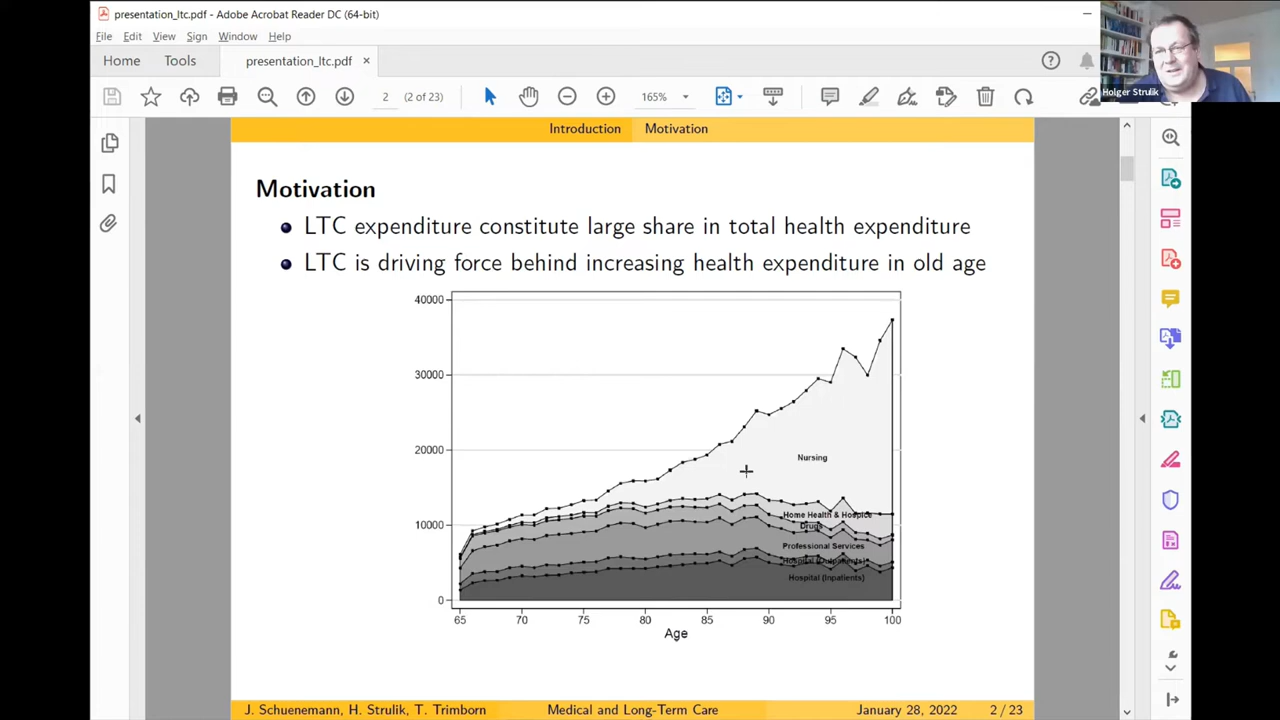 presentation_ltc.pdf - Adobe Acrobat Reader DC (64-bit)
File Edit View Sign Window Help
Home Tools presentation_ltc.pdf ×
2 (2 of 23) 165%
Holger Strulik
Introduction Motivation
Motivation
LTC expenditure constitute large share in total health expenditure
LTC is driving force behind increasing health expenditure in old age
40000
30000
20000
10000
0
Nursing
Home Health & Hospice
Drugs
Professional Services
Hospital (Outpatients)
Hospital (Inpatients)
65 70 75 80 85 90 95 100
Age
J. Schuenemann, H. Strulik, T. Trimborn Medical and Long-Term Care January 28, 2022 2 / 23